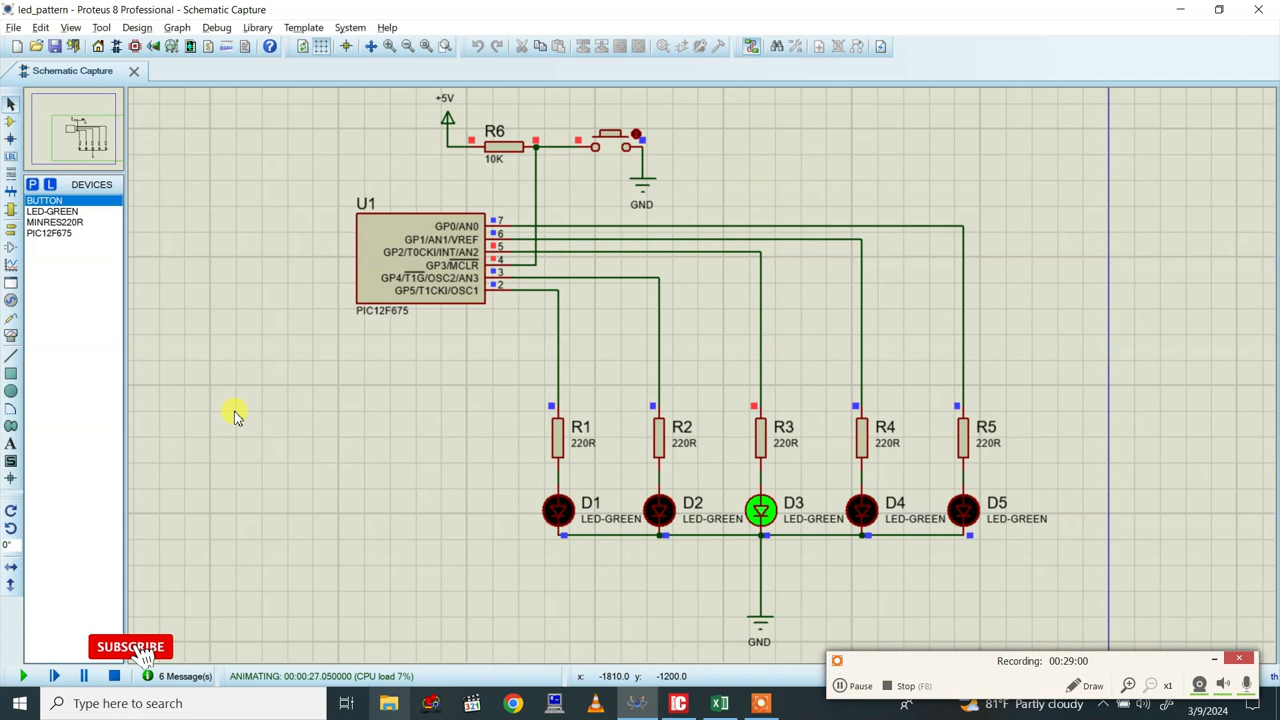 led_pattern - Proteus 8 Professional - Schematic Capture
File Edit View Tool Design Graph Debug Library Template System Help
Schematic Capture
P L DEVICES
BUTTON
LED-GREEN
MINRES220R
PIC12F675
LBL
A
0°
+5V
R6
10K
GND
U1
GP0/AN0 7
GP1/AN1/VREF 6
GP2/T0CKI/INT/AN2 5
GP3/MCLR 4
GP4/T1G/OSC2/AN3 3
GP5/T1CKI/OSC1 2
PIC12F675
R1 R2 R3 R4 R5
220R 220R 220R 220R 220R
D1 D2 D3 D4 D5
LED-GREEN LED-GREEN LED-GREEN LED-GREEN LED-GREEN
GND
SUBSCRIBE
6 Message(s) ANIMATING: 00:00:27.050000 (CPU load 7%) x: -1810.0 y: -1200.0
Recording: 00:29:00
Pause Stop (F8) Draw x1
Type here to search
81°F Partly cloudy
3/9/2024